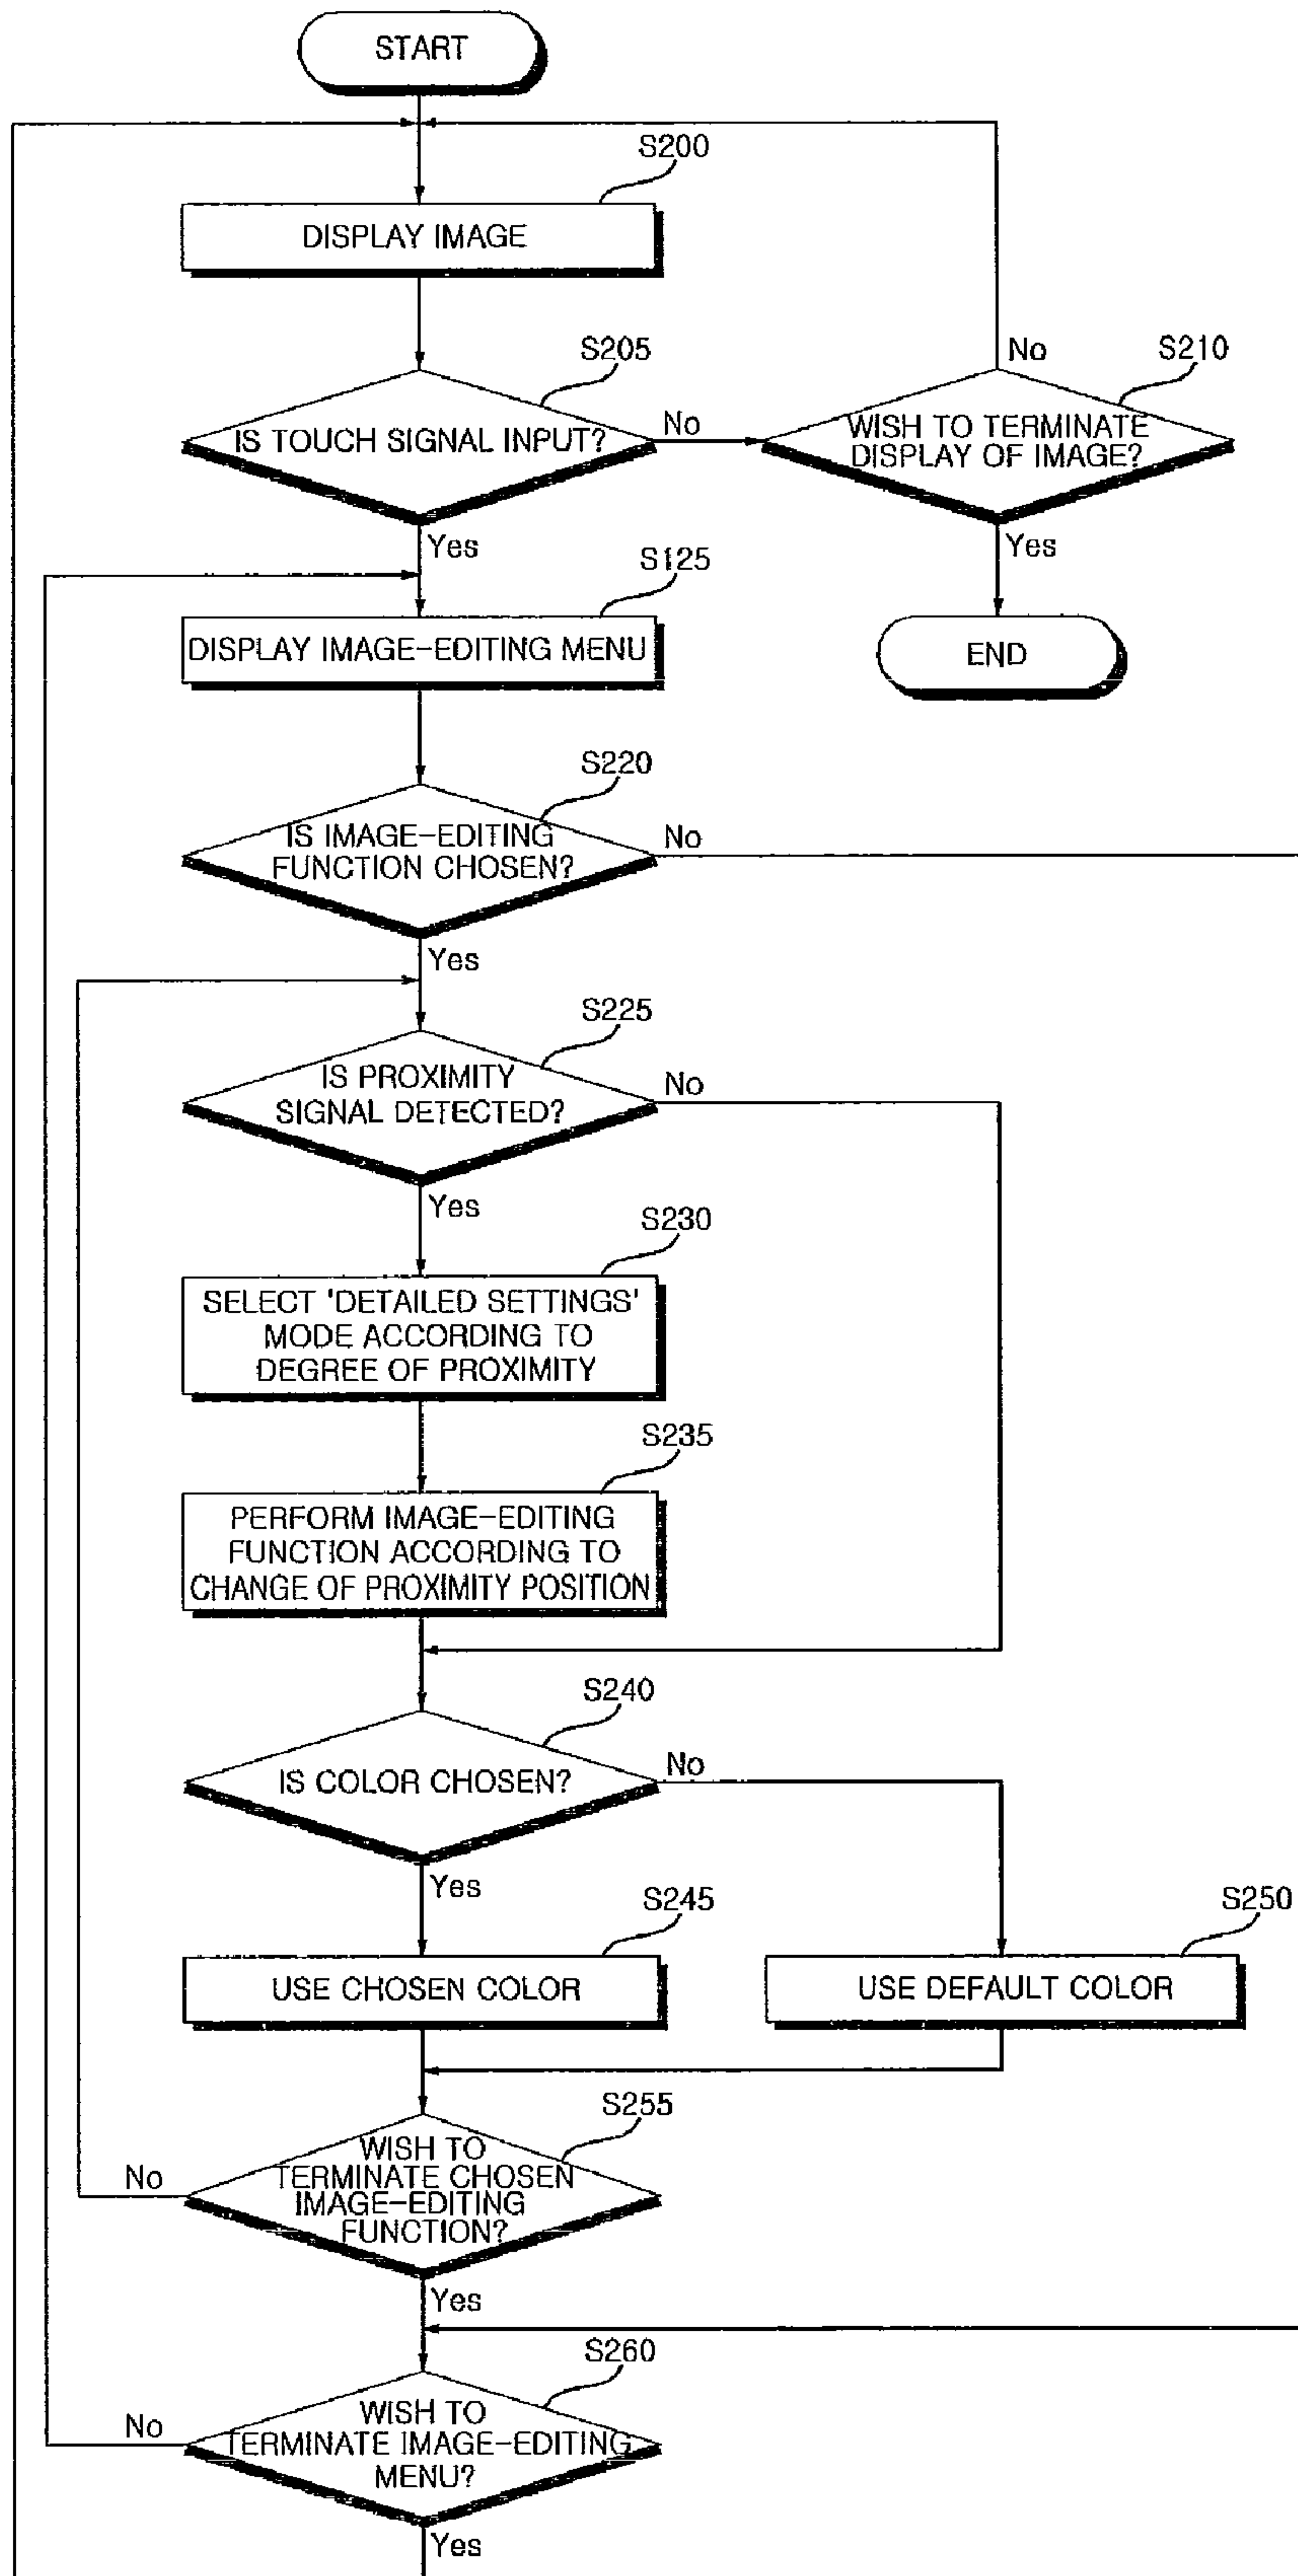 START
S200
DISPLAY IMAGE
S205
IS TOUCH SIGNAL INPUT?
No
No
S210
WISH TO TERMINATE
DISPLAY OF IMAGE?
Yes
Yes
S125
DISPLAY IMAGE-EDITING MENU
END
S220
IS IMAGE-EDITING
FUNCTION CHOSEN?
No
Yes
S225
IS PROXIMITY
SIGNAL DETECTED?
No
Yes
S230
SELECT 'DETAILED SETTINGS'
MODE ACCORDING TO
DEGREE OF PROXIMITY
S235
PERFORM IMAGE-EDITING
FUNCTION ACCORDING TO
CHANGE OF PROXIMITY POSITION
S240
IS COLOR CHOSEN?
No
Yes
S245
USE CHOSEN COLOR
S250
USE DEFAULT COLOR
S255
WISH TO
TERMINATE CHOSEN
IMAGE-EDITING
FUNCTION?
No
Yes
S260
WISH TO
TERMINATE IMAGE-EDITING
MENU?
No
Yes